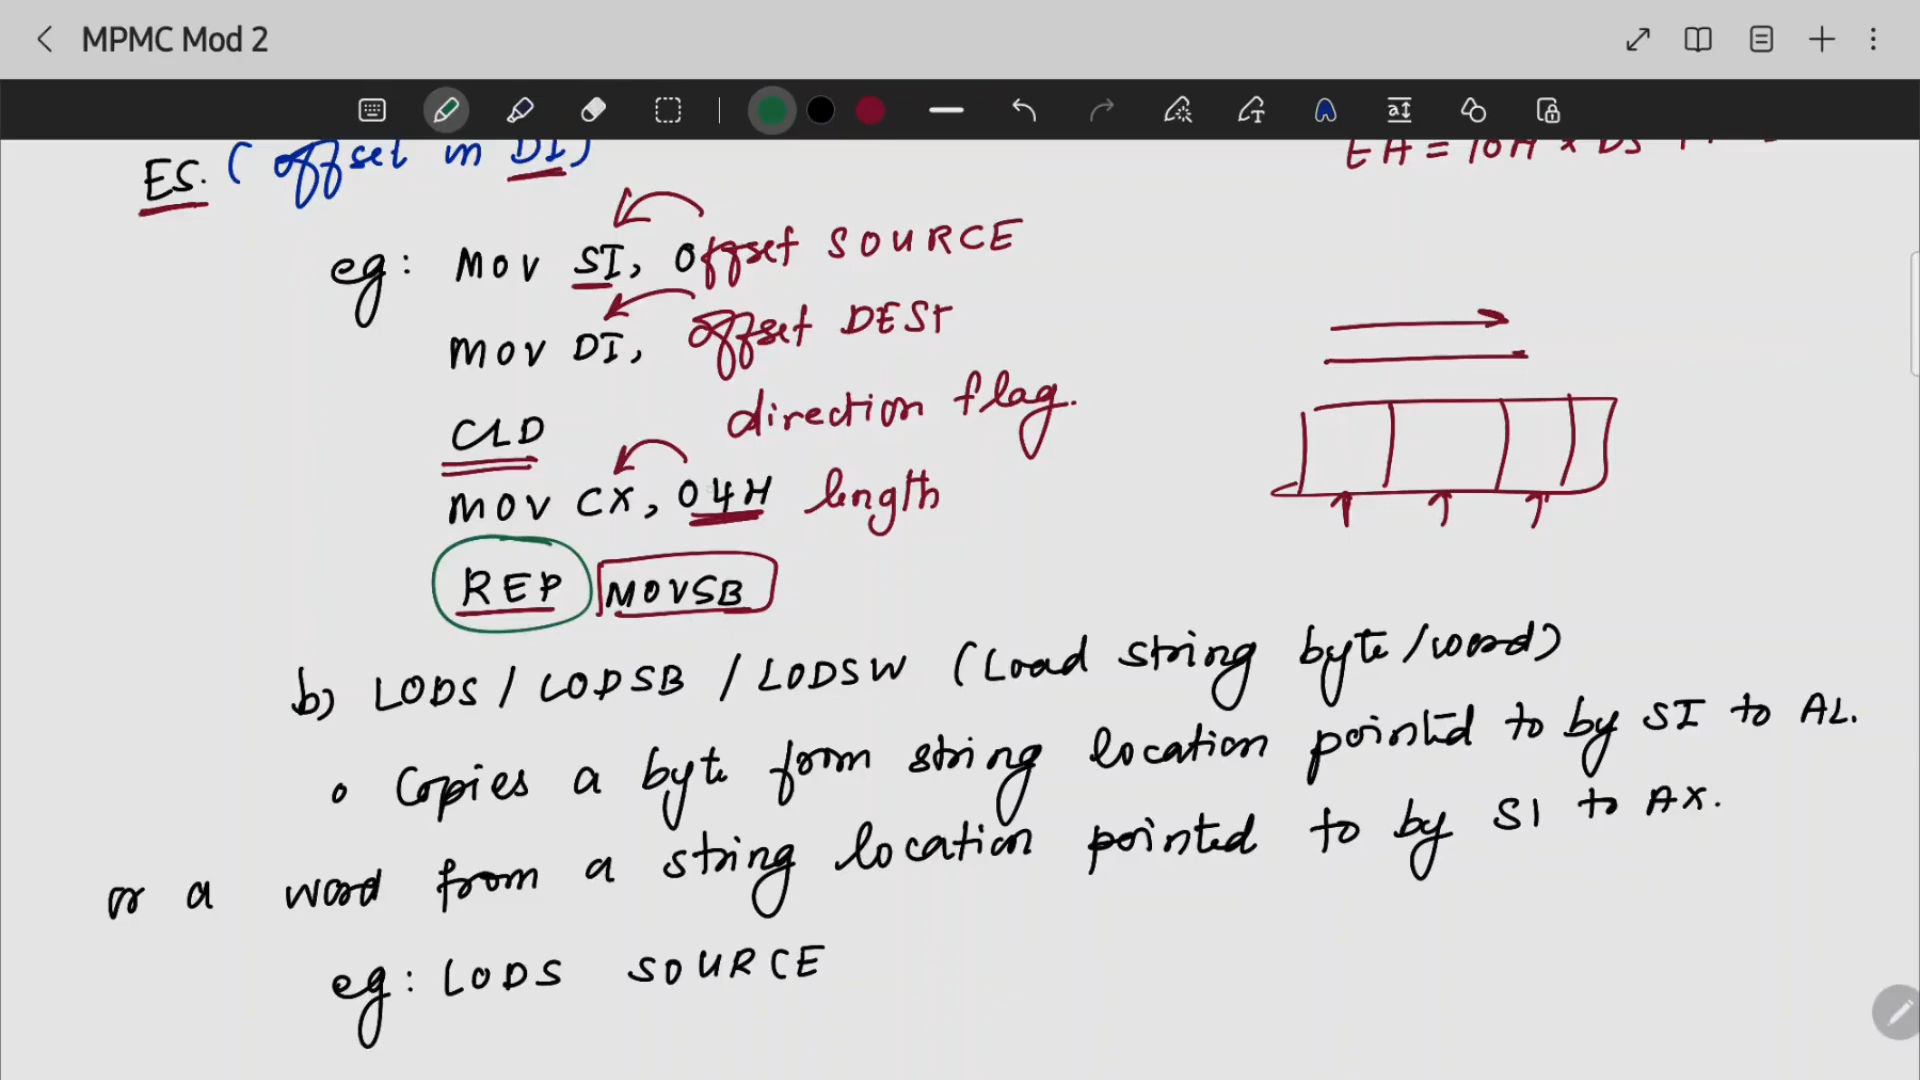 MPMC Mod 2
ES. (offset in DI)
EA = 10H × DS +
eg: MOV SI, offset SOURCE
MOV DI, offset DEST
CLD direction flag.
MOV CX, 04H length
REP MOVSB
b) LODS / LODSB / LODSW (Load string byte/word)
• Copies a byte from string location pointed to by SI to AL.
or a word from a string location pointed to by SI to AX.
eg: LODS SOURCE